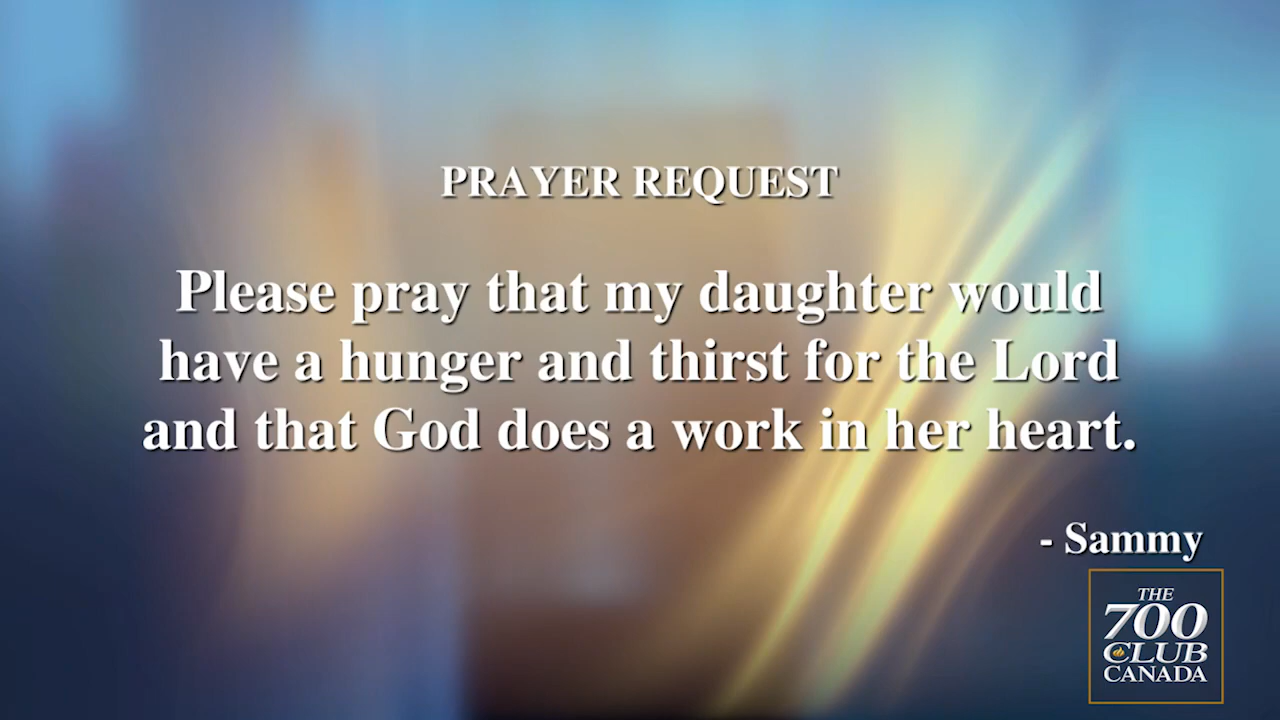 PRAYER REQUEST
Please pray that my daughter would
have a hunger and thirst for the Lord
and that God does a work in her heart.
- Sammy
THE
700
CLUB
CANADA